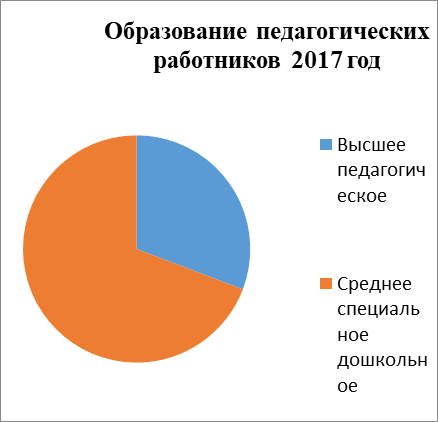 Образование педагогических
работников 2017 год
Высшее
педагогич
еское
Среднее
специаль
ное
дошкольн
ое